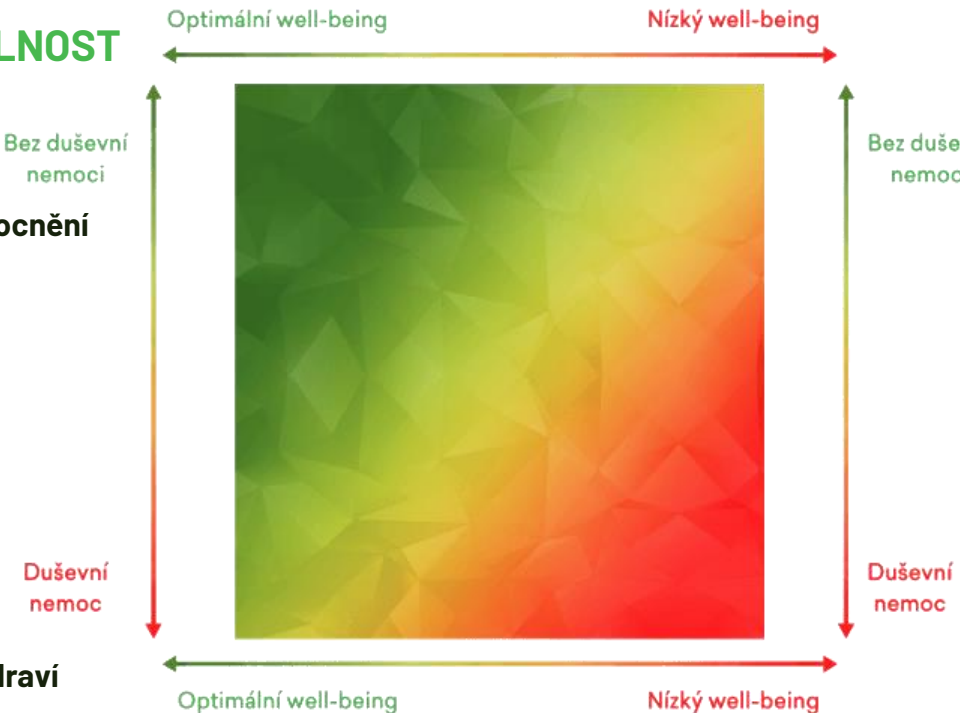 Optimální well-being
Nízký well-being
LNOST
Bez duševní
nemoci
Bez duše
nemoc
ocnění
Duševní
nemoc
Duševní
nemoc
draví
Optimální well-being
Nízký well-being